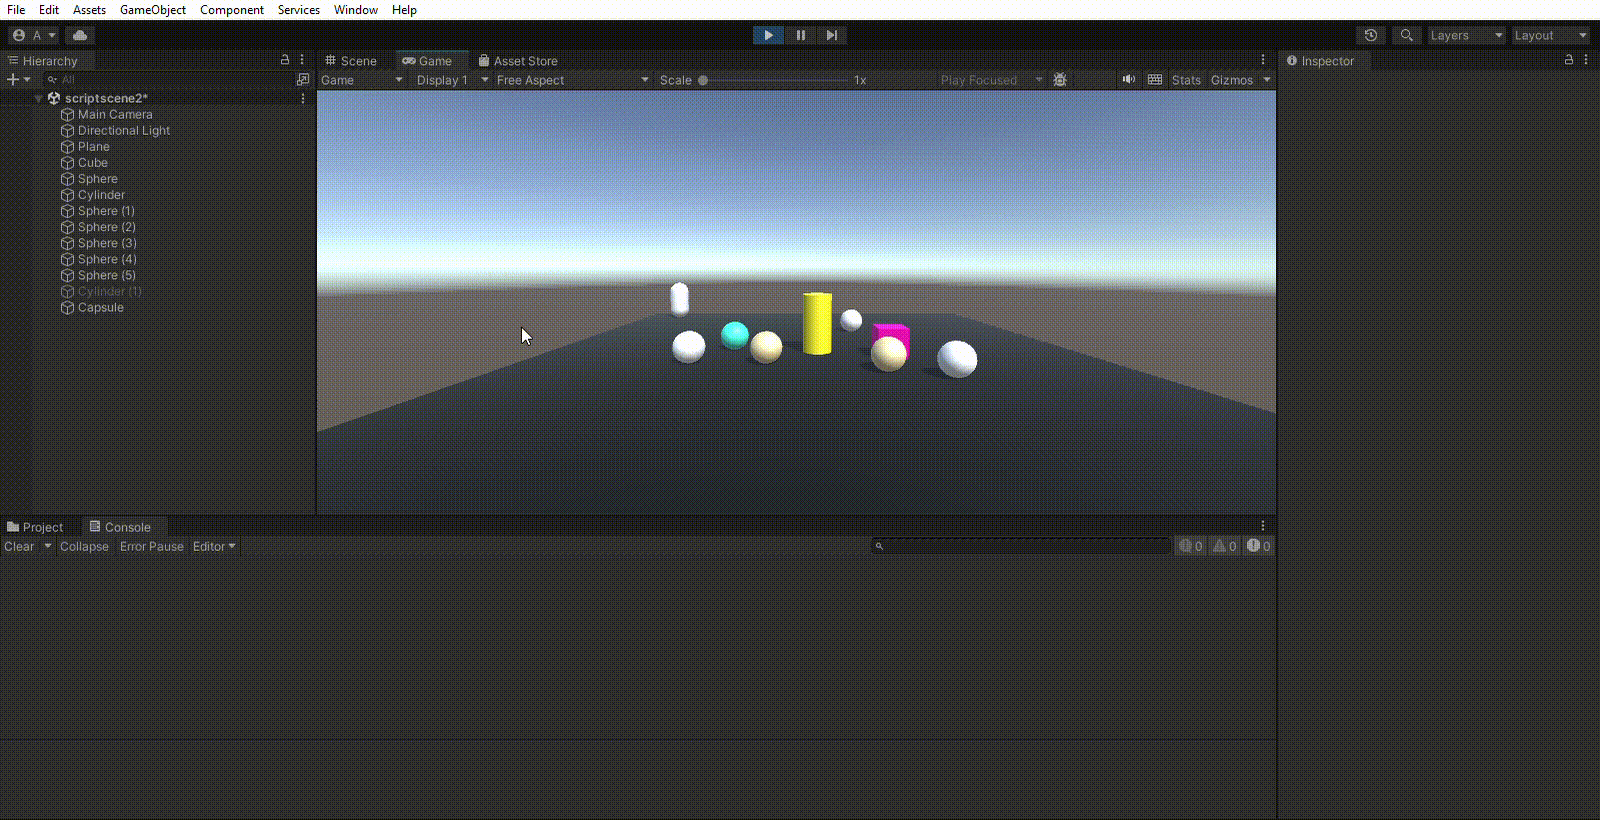 File Edit Assets GameObject Component Services Window Help
A Layers Layout
Hierarchy
All
scriptscene2*
Main Camera
Directional Light
Plane
Cube
Sphere
Cylinder
Sphere (1)
Sphere (2)
Sphere (3)
Sphere (4)
Sphere (5)
Cylinder (1)
Capsule
Scene Game Asset Store
Game Display 1 Free Aspect Scale 1x Play Focused Stats Gizmos
Inspector
Project Console
Clear Collapse Error Pause Editor 0 0 0